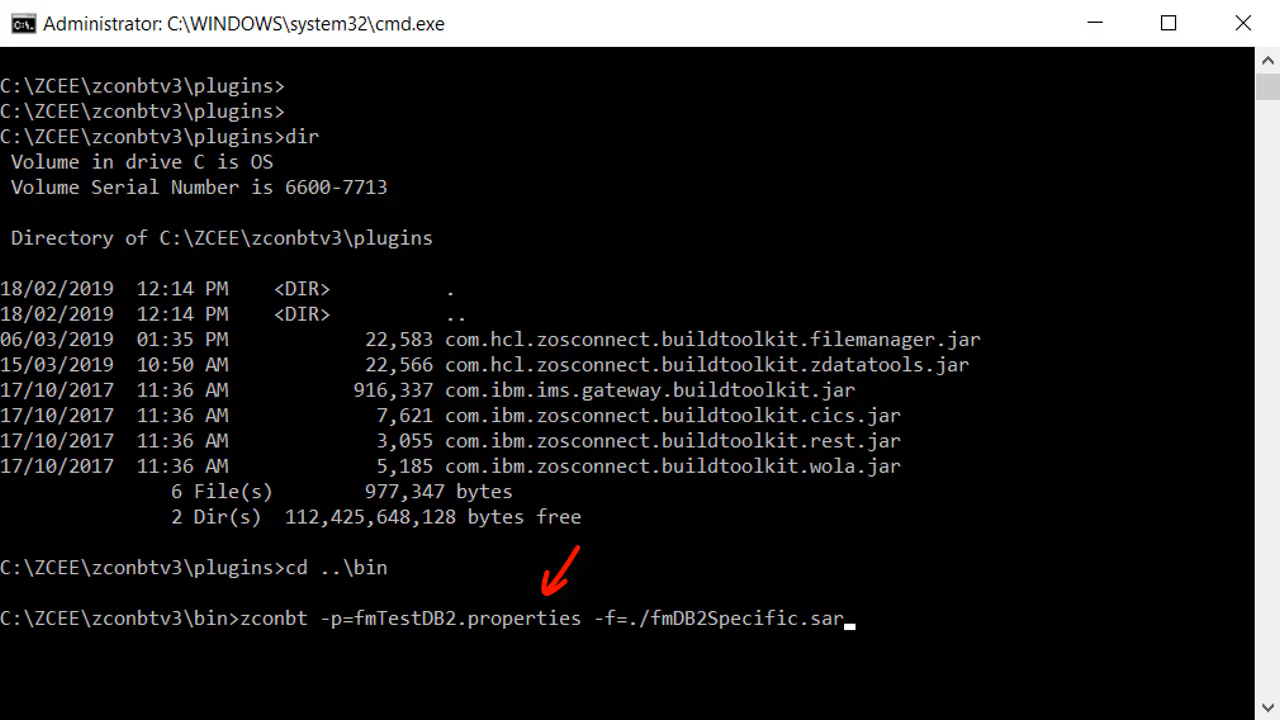 Administrator: C:\WINDOWS\system32\cmd.exe
C:\ZCEE\zconbtv3\plugins>
C:\ZCEE\zconbtv3\plugins>
C:\ZCEE\zconbtv3\plugins>dir
Volume in drive C is OS
Volume Serial Number is 6600-7713
Directory of C:\ZCEE\zconbtv3\plugins
18/02/2019 12:14 PM <DIR> .
18/02/2019 12:14 PM <DIR> ..
06/03/2019 01:35 PM 22,583 com.hcl.zosconnect.buildtoolkit.filemanager.jar
15/03/2019 10:50 AM 22,566 com.hcl.zosconnect.buildtoolkit.zdatatools.jar
17/10/2017 11:36 AM 916,337 com.ibm.ims.gateway.buildtoolkit.jar
17/10/2017 11:36 AM 7,621 com.ibm.zosconnect.buildtoolkit.cics.jar
17/10/2017 11:36 AM 3,055 com.ibm.zosconnect.buildtoolkit.rest.jar
17/10/2017 11:36 AM 5,185 com.ibm.zosconnect.buildtoolkit.wola.jar
6 File(s) 977,347 bytes
2 Dir(s) 112,425,648,128 bytes free
C:\ZCEE\zconbtv3\plugins>cd ..\bin
C:\ZCEE\zconbtv3\bin>zconbt -p=fmTestDB2.properties -f=./fmDB2Specific.sar